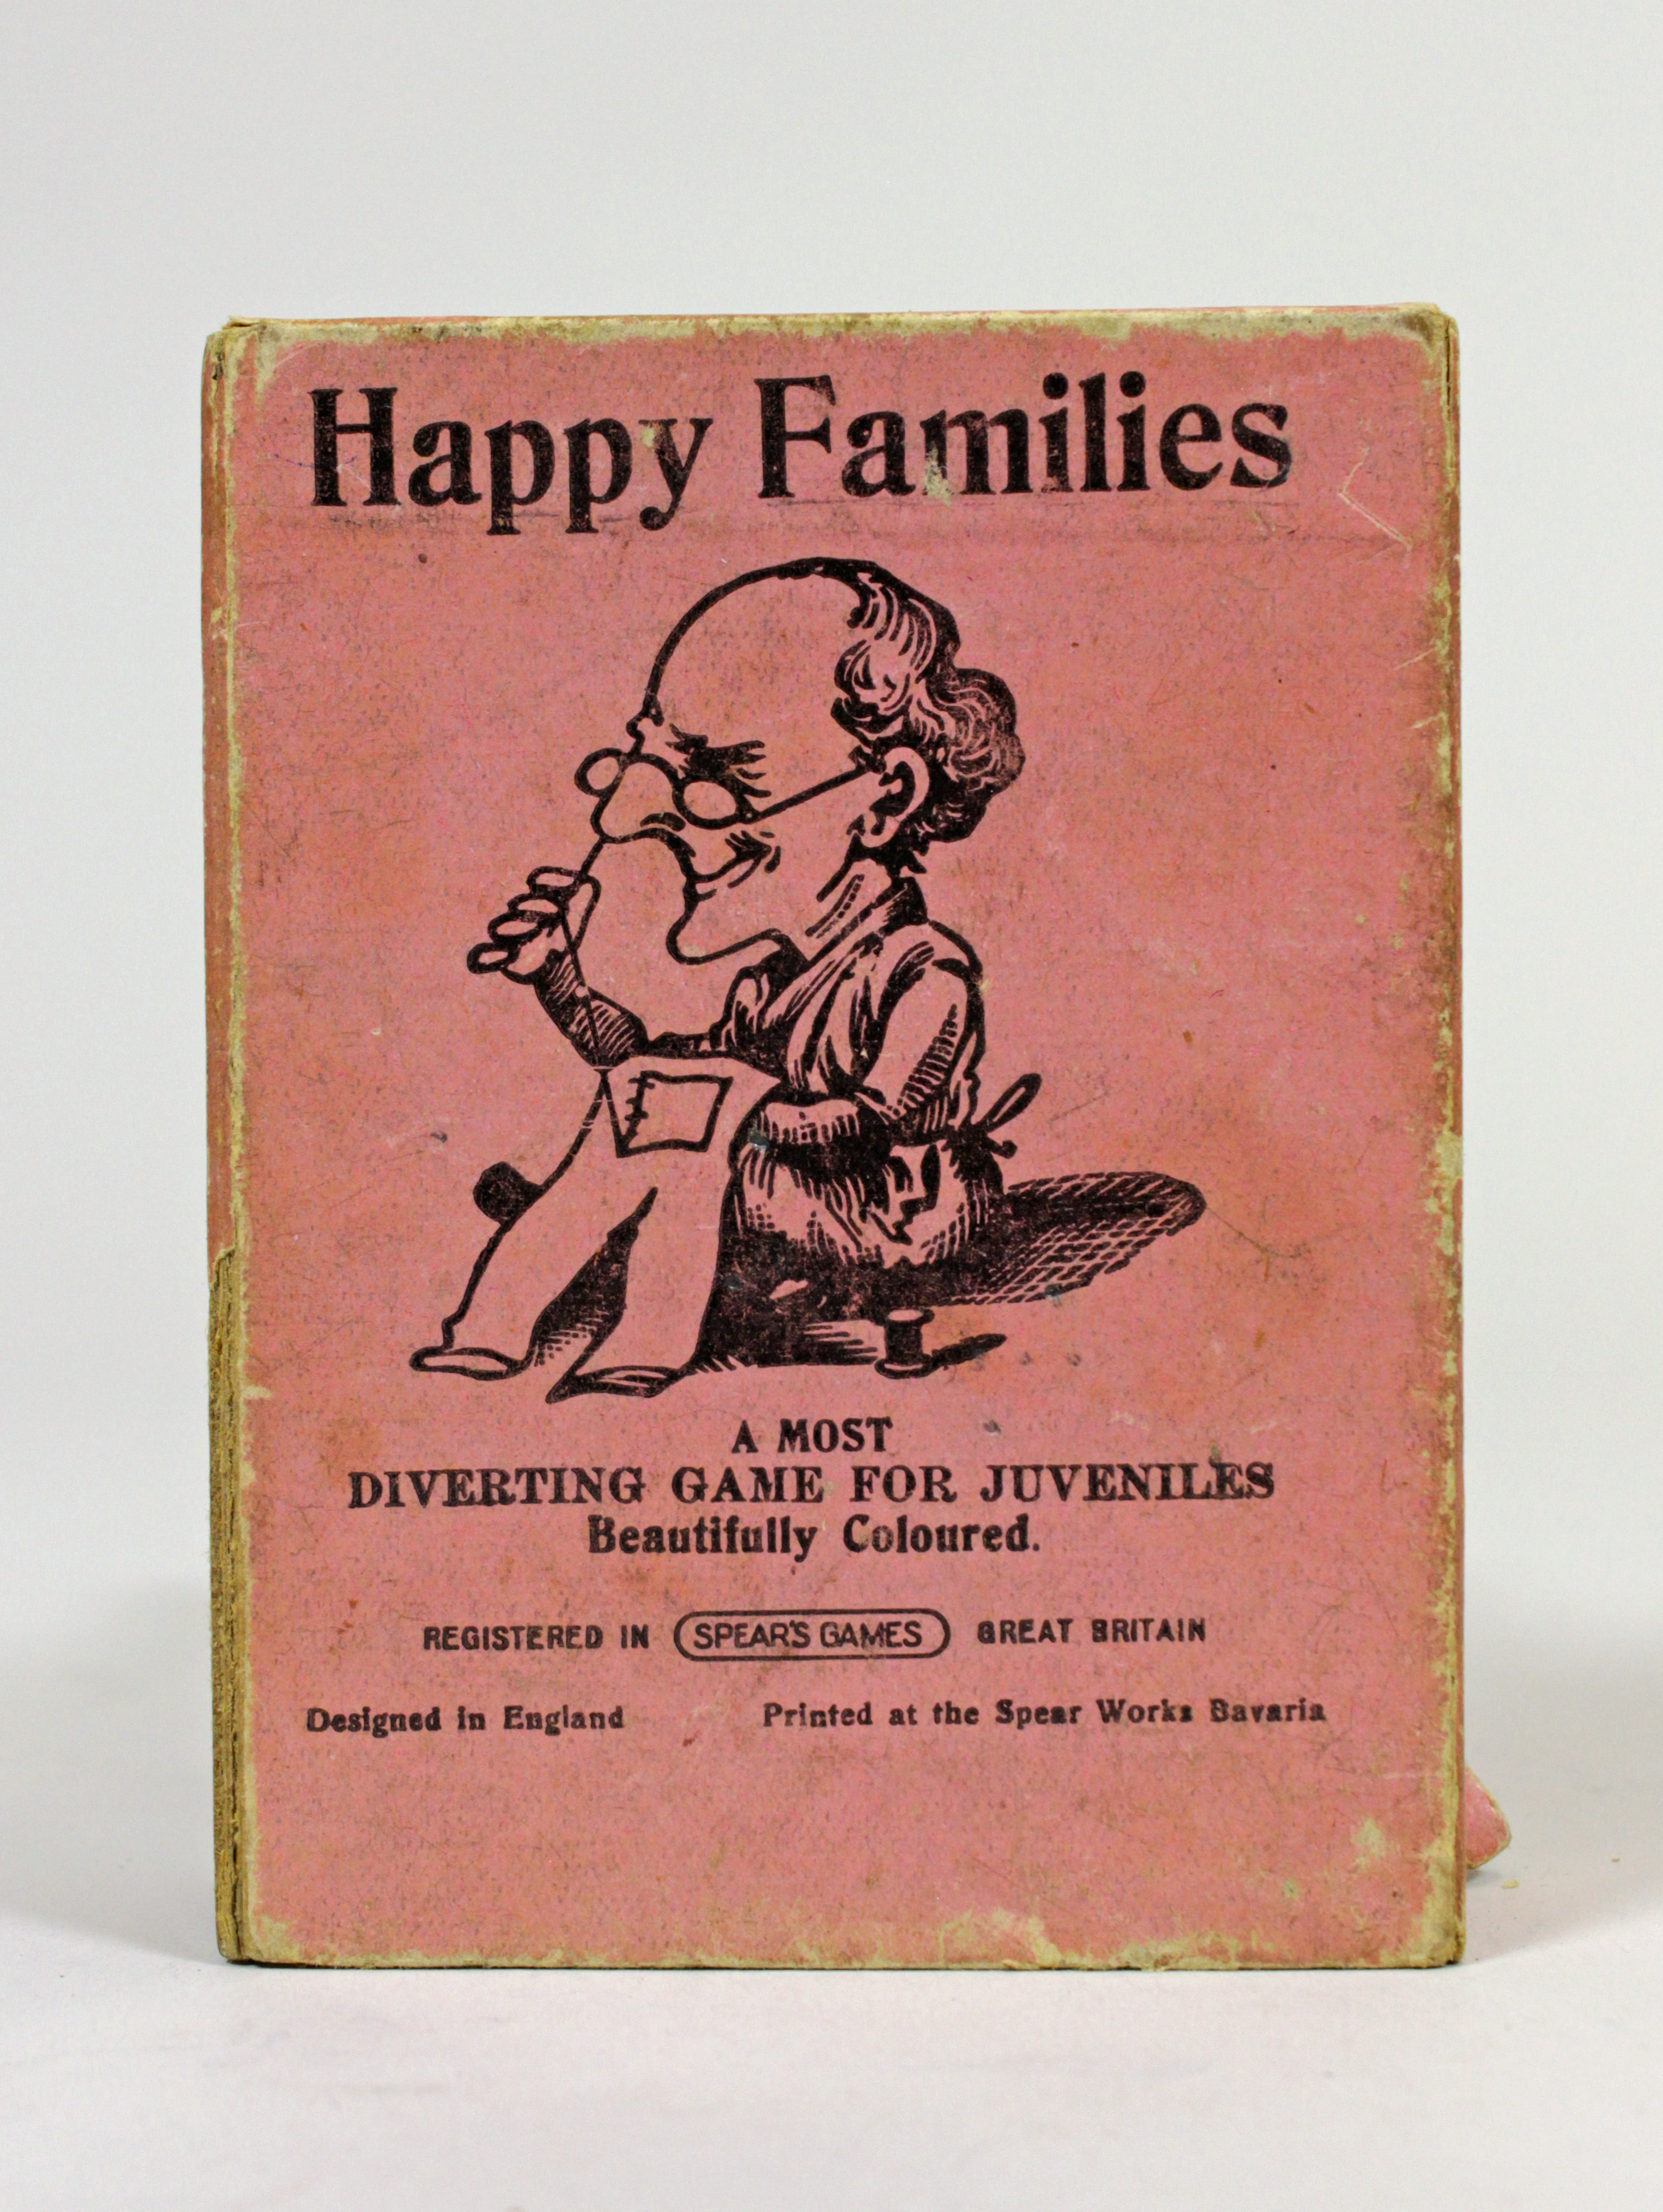 Happy Families
A MOST
DIVERTING GAME FOR JUVENILES
Beautifully Coloured.
REGISTERED IN SPEAR'S GAMES GREAT BRITAIN
Designed in England Printed at the Spear Works Bavaria